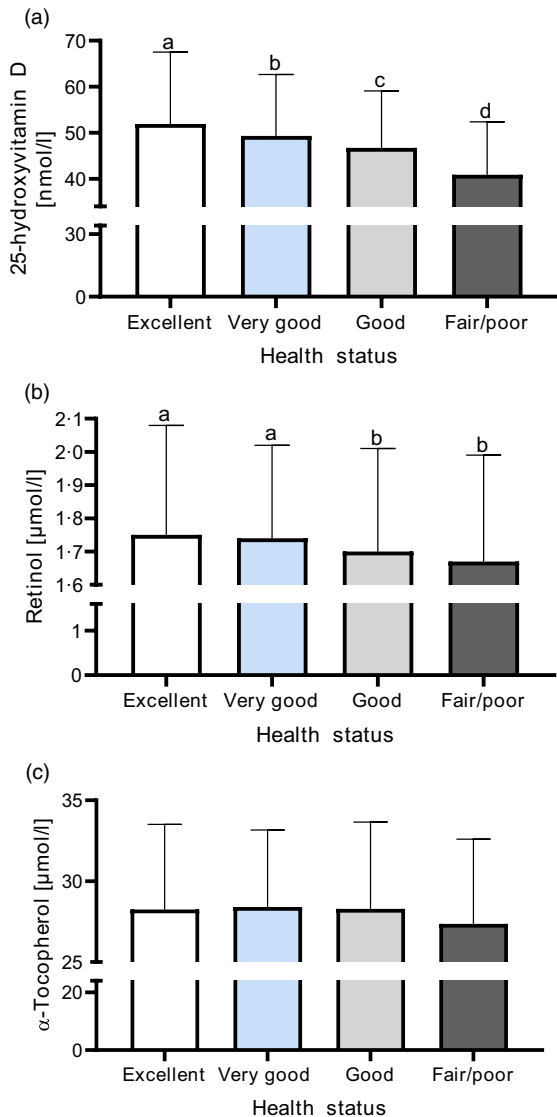 (a)
25-hydroxyvitamin D
[nmol/l]
70
60
50
40
30
0
a
b
c
d
Excellent
Very good
Good
Fair/poor
Health status
(b)
Retinol [µmol/l]
2·1
2·0
1·9
1·8
1·7
1·6
1
0
a
a
b
b
Excellent
Very good
Good
Fair/poor
Health status
(c)
α-Tocopherol [µmol/l]
35
30
25
20
0
Excellent
Very good
Good
Fair/poor
Health status